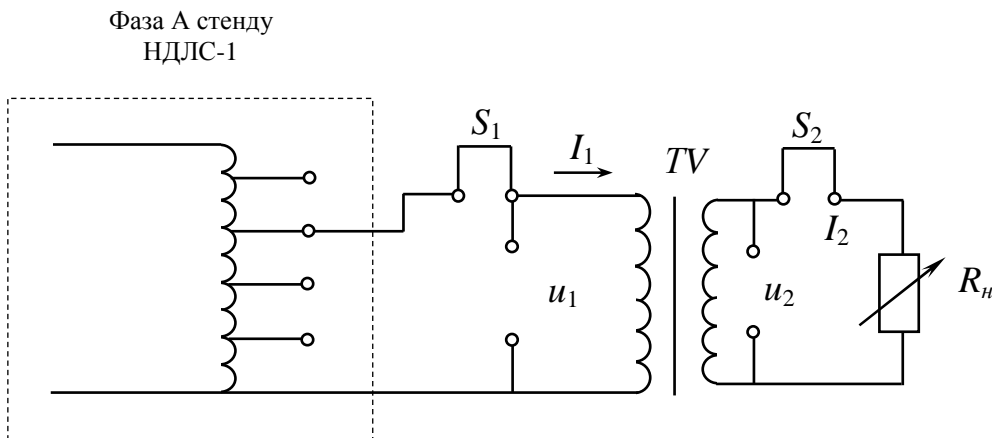 Фаза А стенду
НДЛС-1
S1
I1
TV
S2
I2
u1
u2
Rн